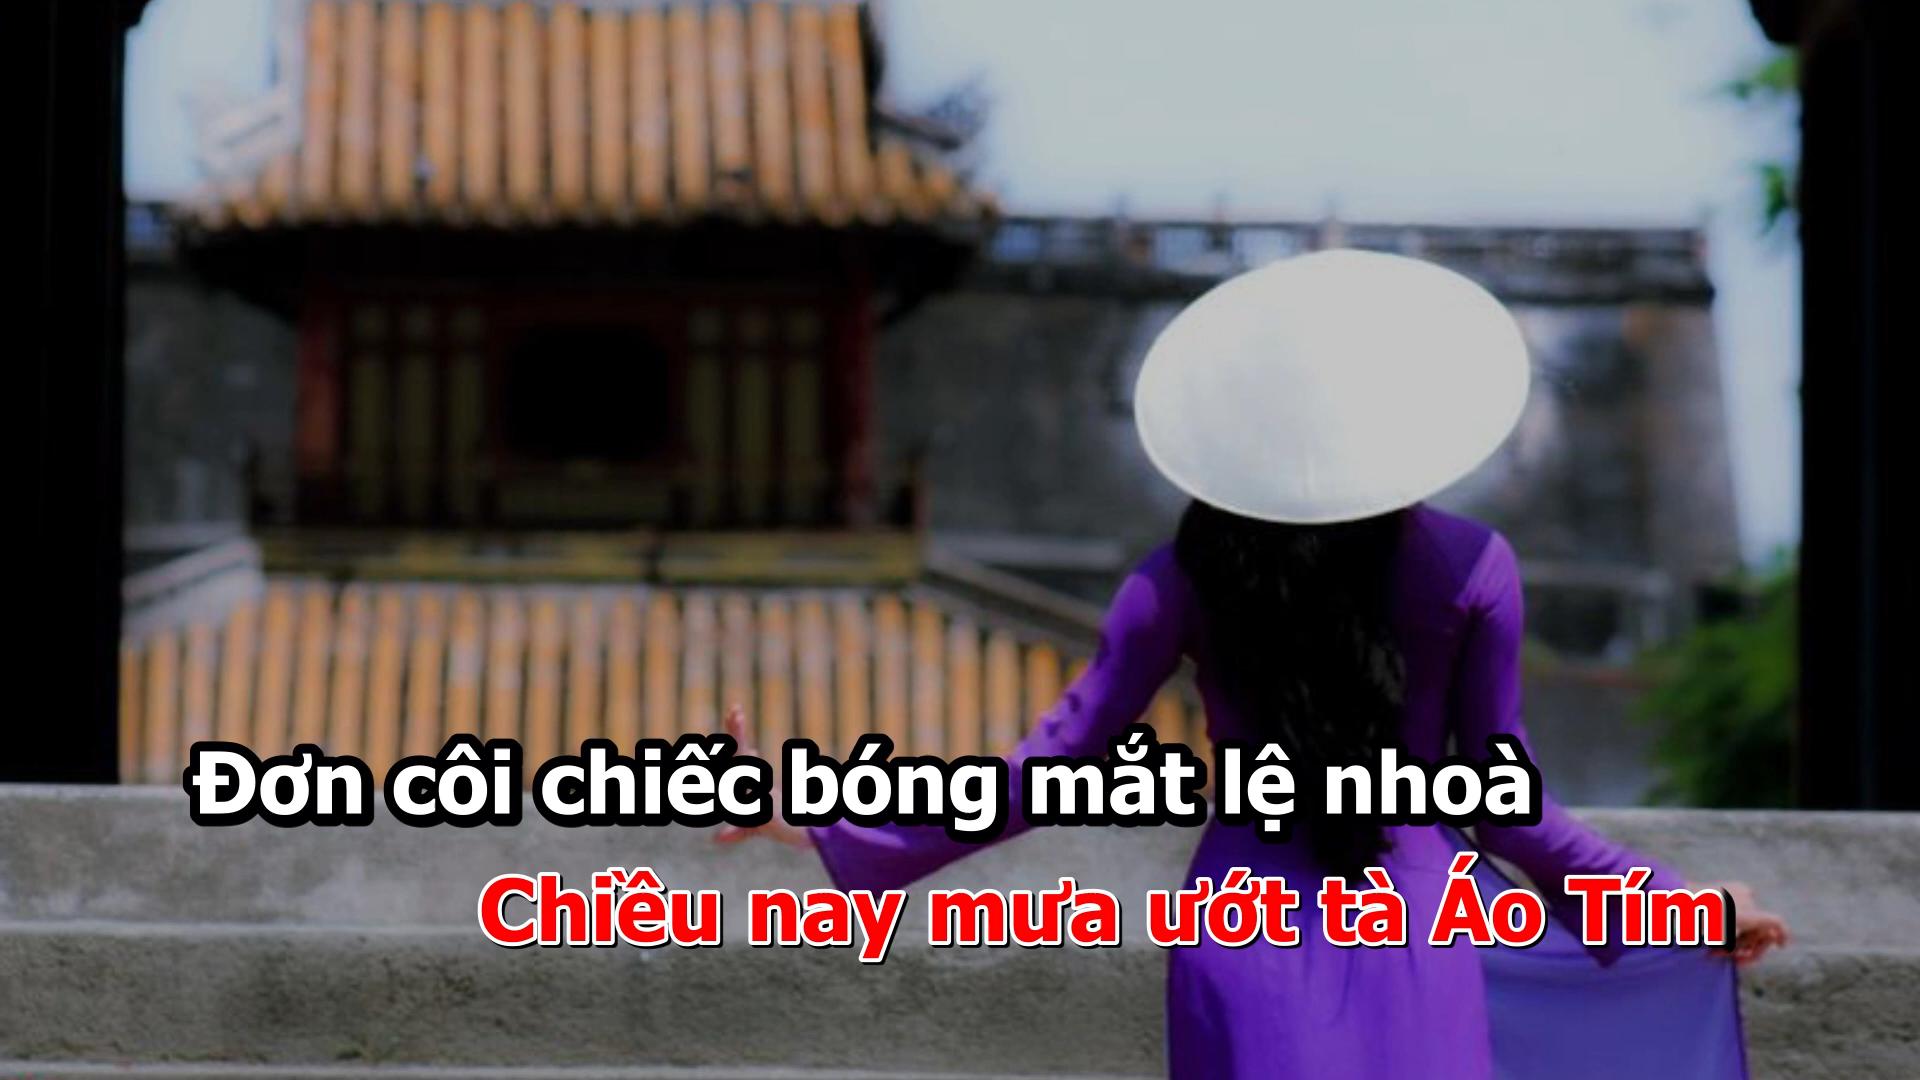 Đơn côi chiếc bóng mắt lệ nhoà
Chiều nay mưa ướt tà Áo Tím